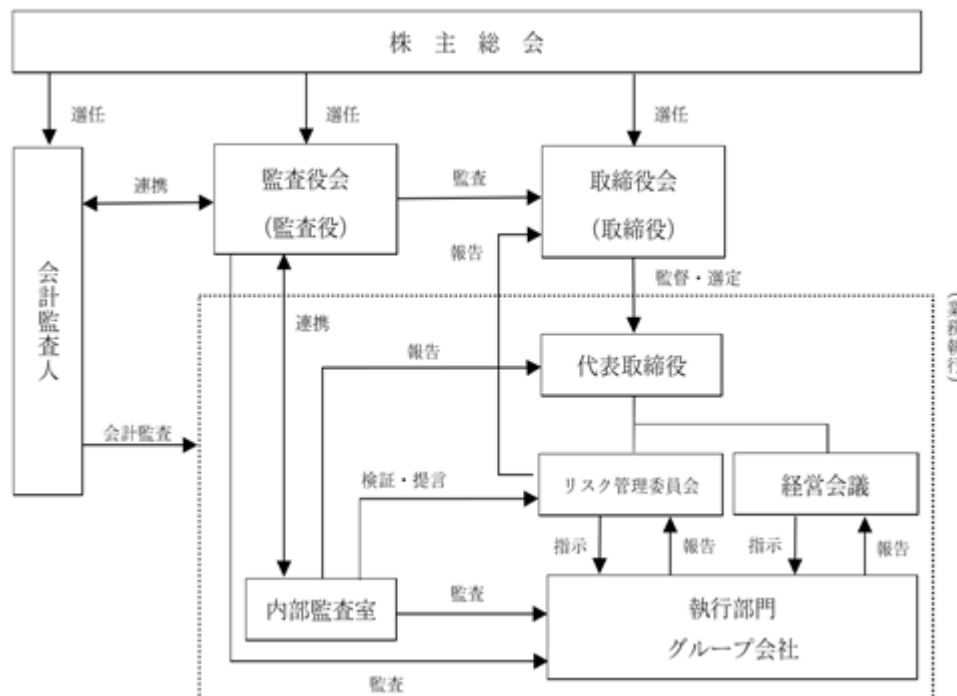 株主総会
選任
選任
選任
監査役会
(監査役)
取締役会
(取締役)
連携
監査
報告
会計監査人
監督・選定
(業務執行)
連携
報告
代表取締役
会計監査
検証・提言
リスク管理委員会
経営会議
指示
報告
指示
報告
内部監査室
監査
執行部門
グループ会社
監査